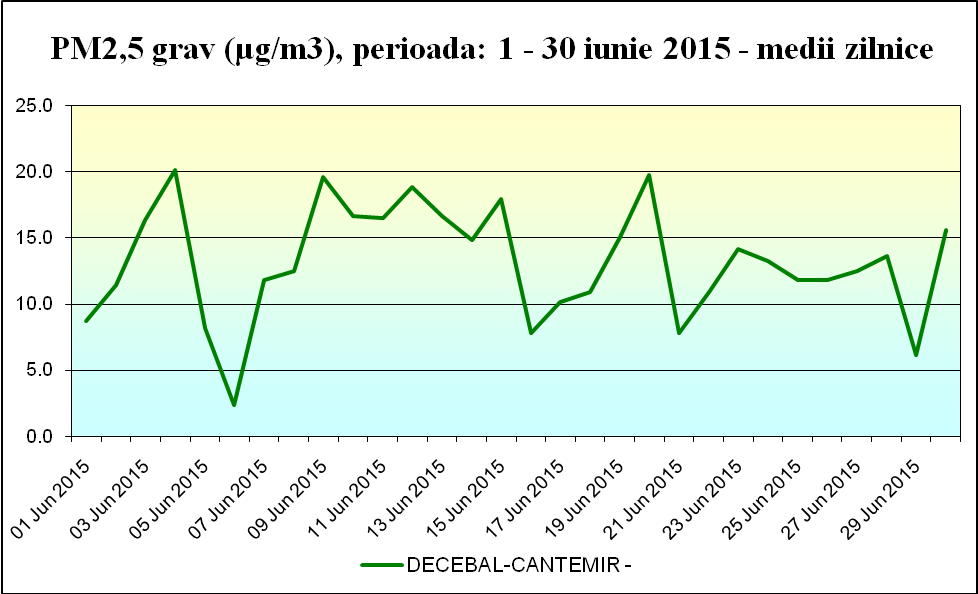 PM2,5 grav (µg/m3), perioada: 1 - 30 iunie 2015 - medii zilnice
25.0
20.0
15.0
10.0
5.0
0.0
01 Jun 2015
03 Jun 2015
05 Jun 2015
07 Jun 2015
09 Jun 2015
11 Jun 2015
13 Jun 2015
15 Jun 2015
17 Jun 2015
19 Jun 2015
21 Jun 2015
23 Jun 2015
25 Jun 2015
27 Jun 2015
29 Jun 2015
DECEBAL-CANTEMIR -